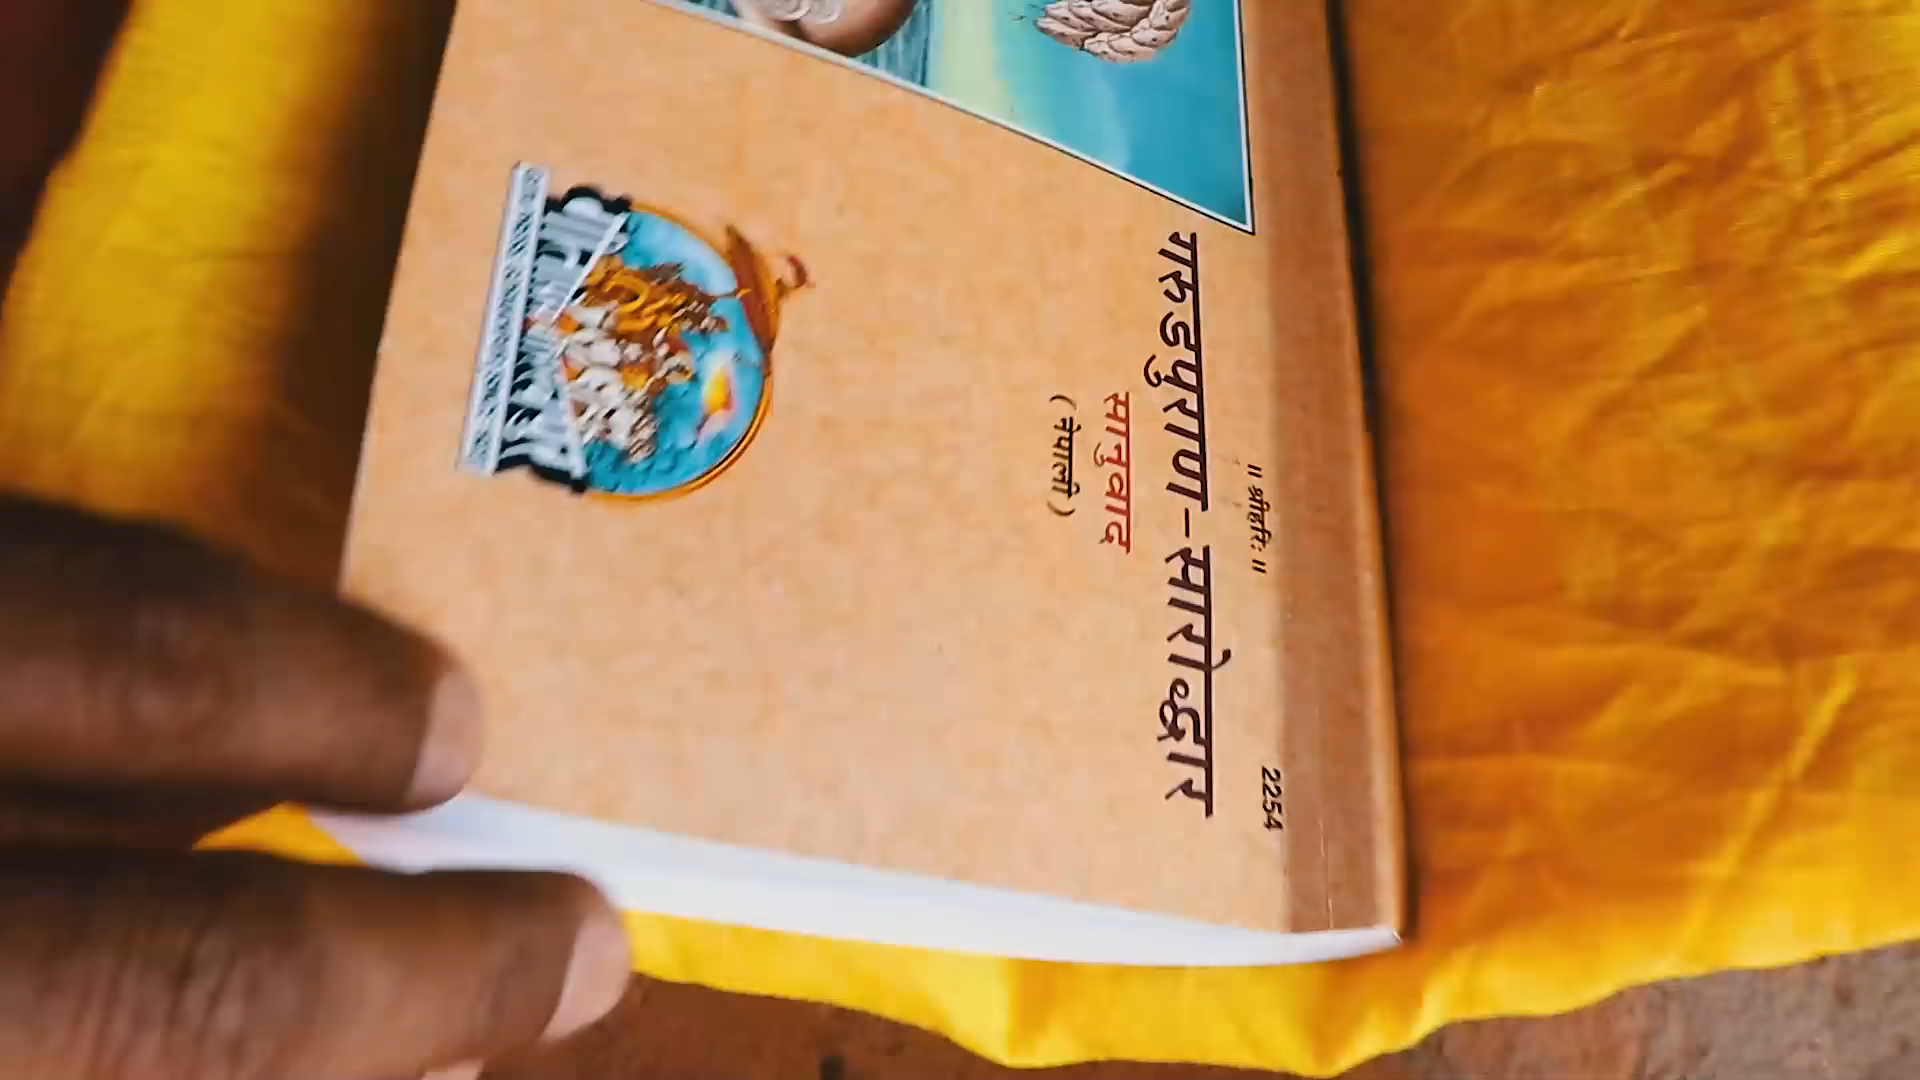 2254
॥ श्रीहरिः ॥
गरुडपुराण-सारोद्धार
सानुवाद
( नेपाली )